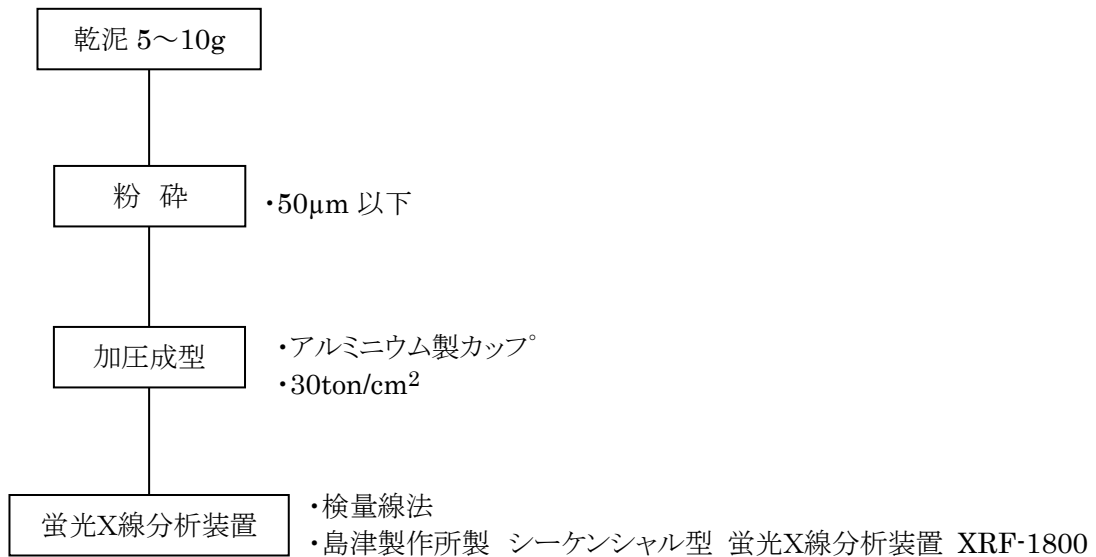 乾泥 5～10g
粉 砕
・50µm 以下
加圧成型
・アルミニウム製カップ
・30ton/cm²
蛍光X線分析装置
・検量線法
・島津製作所製 シーケンシャル型 蛍光X線分析装置 XRF-1800